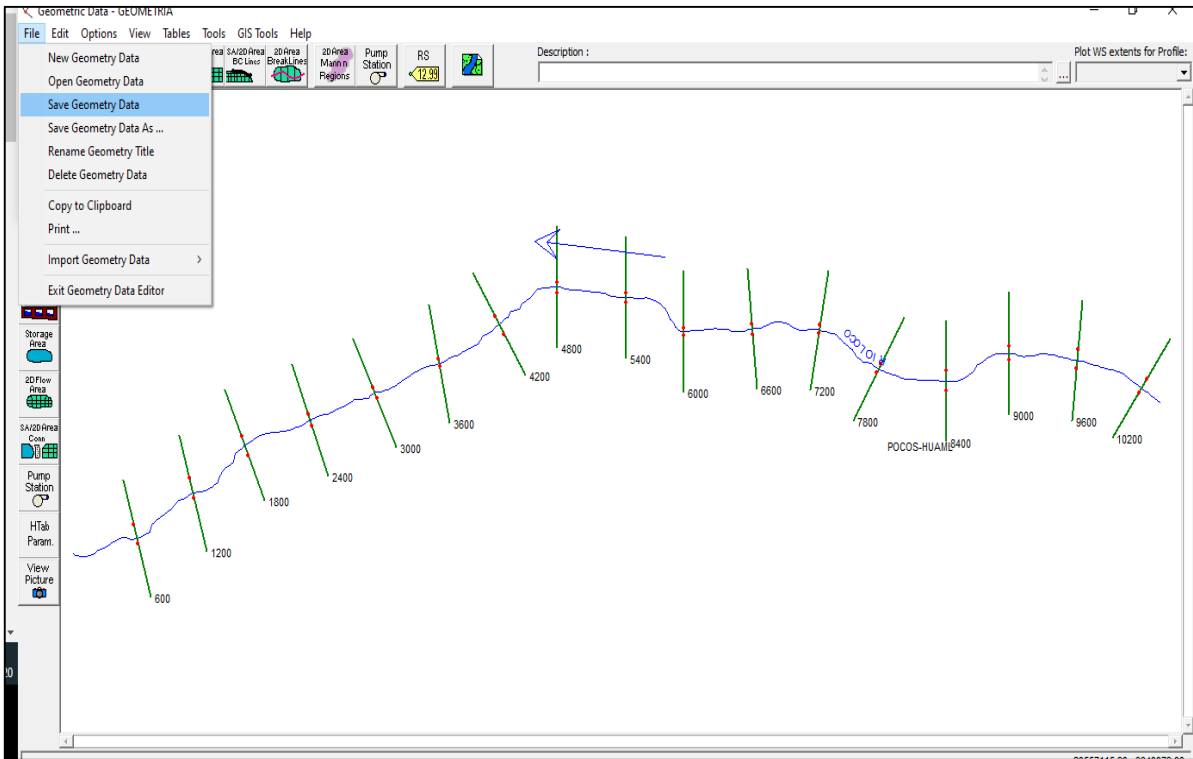 Geometric Data - GEOMETRIA
File Edit Options View Tables Tools GIS Tools Help
New Geometry Data
Open Geometry Data
Save Geometry Data
Save Geometry Data As ...
Rename Geometry Title
Delete Geometry Data
Copy to Clipboard
Print ...
Import Geometry Data
Exit Geometry Data Editor
SA/2D Area
BC Lines
2D Area
BreakLines
2D Area
Mann n
Regions
Pump
Station
RS
12.99
Description :
...
Plot WS extents for Profile:
Storage
Area
2D Flow
Area
SA/2D Area
Conn
Pump
Station
HTab
Param.
View
Picture
20
4800
5400
6000
6600
7200
RIO LOCO
7800
POCOS-HUAML
8400
9000
9600
10200
4200
3600
3000
2400
1800
1200
600